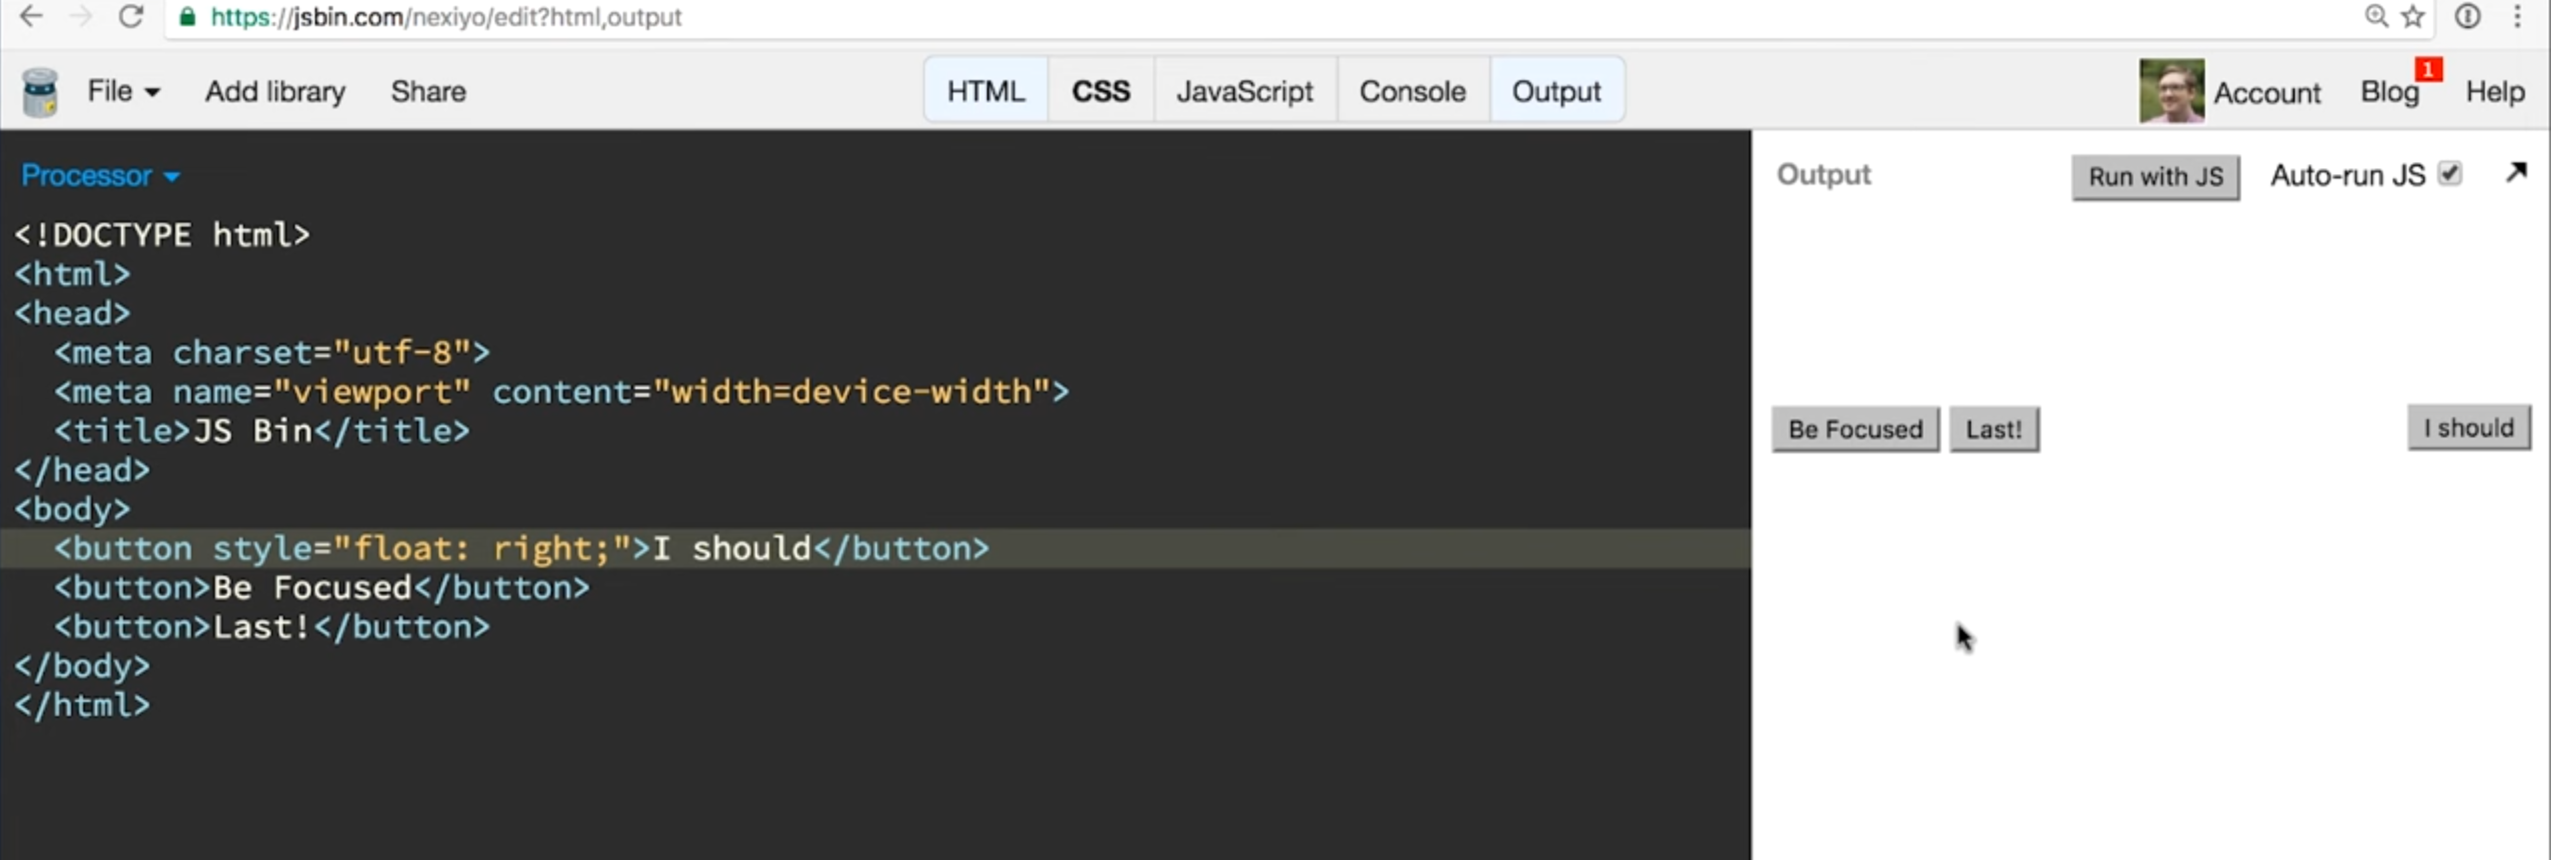 https://jsbin.com/nexiyo/edit?html,output
File Add library Share HTML CSS JavaScript Console Output Account Blog 1 Help
Processor
<!DOCTYPE html>
<html>
<head>
  <meta charset="utf-8">
  <meta name="viewport" content="width=device-width">
  <title>JS Bin</title>
</head>
<body>
  <button style="float: right;">I should</button>
  <button>Be Focused</button>
  <button>Last!</button>
</body>
</html>
Output Run with JS Auto-run JS
Be Focused Last! I should